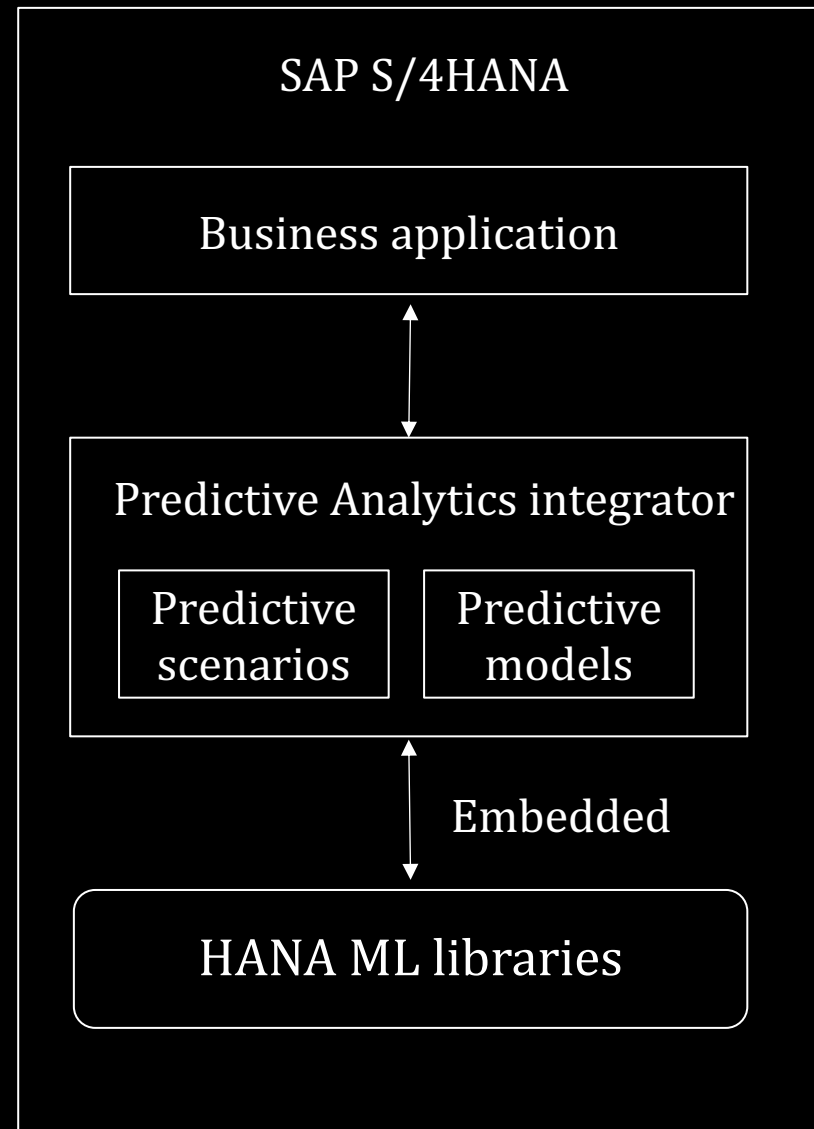 SAP S/4HANA
Business application
Predictive Analytics integrator
Predictive
scenarios
Predictive
models
Embedded
HANA ML libraries